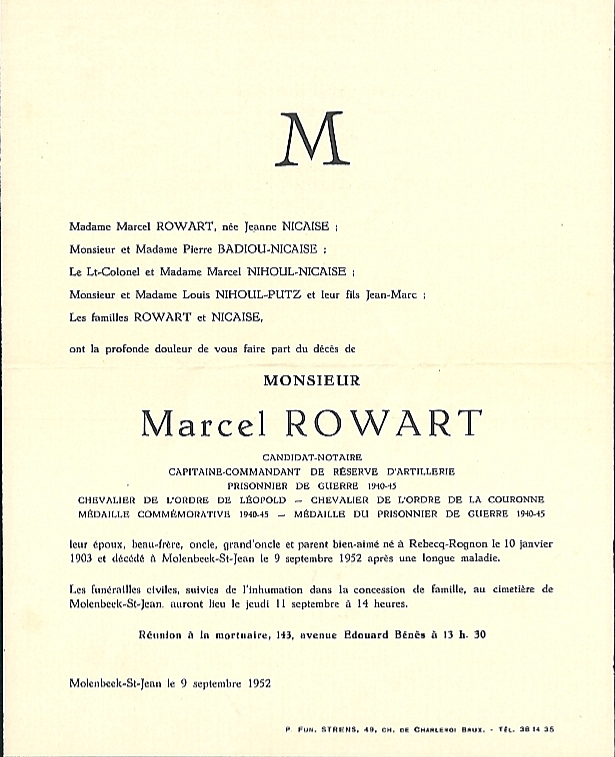 M
Madame Marcel ROWART, née Jeanne NICAISE ;
Monsieur et Madame Pierre BADIOU-NICAISE ;
Le Lt-Colonel et Madame Marcel NIHOUL-NICAISE ;
Monsieur et Madame Louis NIHOUL-PUTZ et leur fils Jean-Marc ;
Les familles ROWART et NICAISE,
ont la profonde douleur de vous faire part du décès de
MONSIEUR
Marcel ROWART
CANDIDAT-NOTAIRE
CAPITAINE-COMMANDANT DE RÉSERVE D'ARTILLERIE
PRISONNIER DE GUERRE 1940-45
CHEVALIER DE L'ORDRE DE LÉOPOLD — CHEVALIER DE L'ORDRE DE LA COURONNE
MÉDAILLE COMMÉMORATIVE 1940-45 — MÉDAILLE DU PRISONNIER DE GUERRE 1940-45
leur époux, beau-frère, oncle, grand'oncle et parent bien-aimé né à Rebecq-Rognon le 10 janvier
1903 et décédé à Molenbeek-St-Jean le 9 septembre 1952 après une longue maladie.
Les funérailles civiles, suivies de l'inhumation dans la concession de famille, au cimetière de
Molenbeek-St-Jean, auront lieu le jeudi 11 septembre à 14 heures.
Réunion à la mortuaire, 143, avenue Edouard Bénès à 13 h. 30
Molenbeek-St-Jean le 9 septembre 1952
P. FUN. STRENS, 49, CH. DE CHARLEROI BRUX. - TÉL. 38 14 35